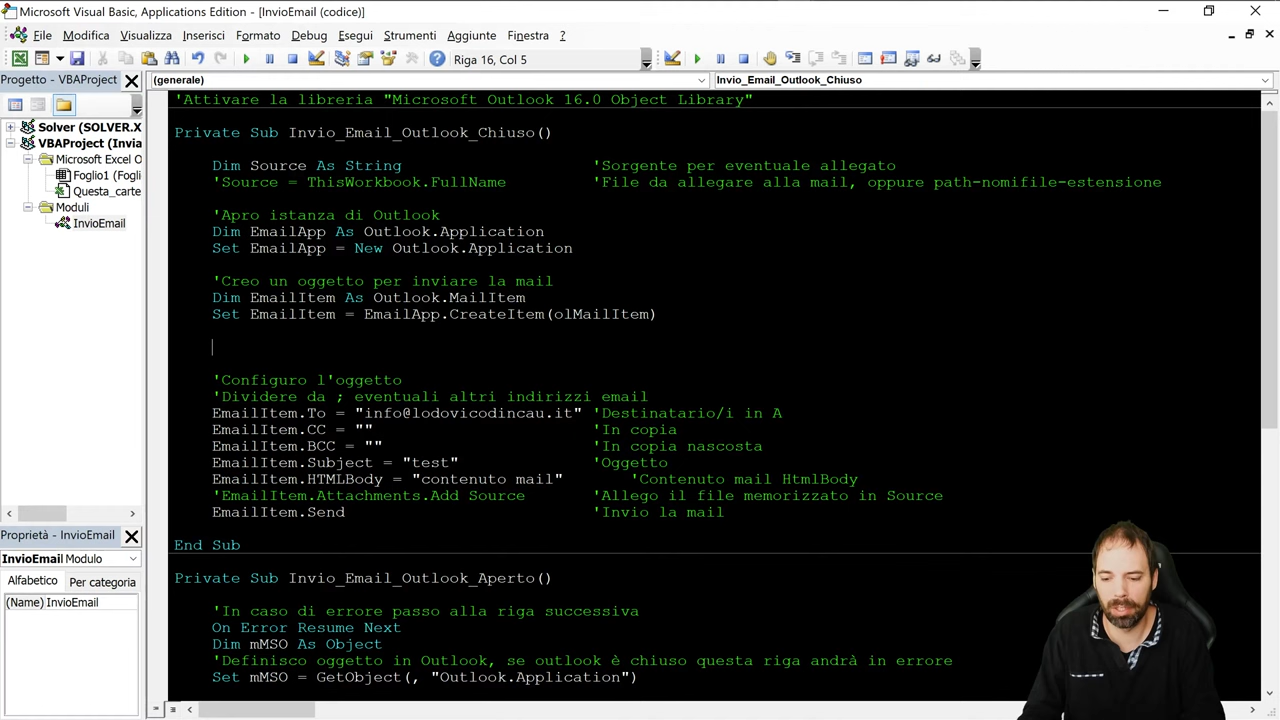 Microsoft Visual Basic, Applications Edition - [InvioEmail (codice)]
File Modifica Visualizza Inserisci Formato Debug Esegui Strumenti Aggiunte Finestra ?
Riga 16, Col 5
Progetto - VBAProject
(generale)
Invio_Email_Outlook_Chiuso
Solver (SOLVER.X
VBAProject (Invia
Microsoft Excel O
Foglio1 (Fogli
Questa_carte
Moduli
InvioEmail
Proprietà - InvioEmail
InvioEmail Modulo
Alfabetico Per categoria
(Name) InvioEmail
'Attivare la libreria "Microsoft Outlook 16.0 Object Library"
Private Sub Invio_Email_Outlook_Chiuso()
Dim Source As String 'Sorgente per eventuale allegato
'Source = ThisWorkbook.FullName 'File da allegare alla mail, oppure path-nomifile-estensione
'Apro istanza di Outlook
Dim EmailApp As Outlook.Application
Set EmailApp = New Outlook.Application
'Creo un oggetto per inviare la mail
Dim EmailItem As Outlook.MailItem
Set EmailItem = EmailApp.CreateItem(olMailItem)
'Configuro l'oggetto
'Dividere da ; eventuali altri indirizzi email
EmailItem.To = "info@lodovicodincau.it" 'Destinatario/i in A
EmailItem.CC = "" 'In copia
EmailItem.BCC = "" 'In copia nascosta
EmailItem.Subject = "test" 'Oggetto
EmailItem.HTMLBody = "contenuto mail" 'Contenuto mail HtmlBody
'EmailItem.Attachments.Add Source 'Allego il file memorizzato in Source
EmailItem.Send 'Invio la mail
End Sub
Private Sub Invio_Email_Outlook_Aperto()
'In caso di errore passo alla riga successiva
On Error Resume Next
Dim mMSO As Object
'Definisco oggetto in Outlook, se outlook è chiuso questa riga andrà in errore
Set mMSO = GetObject(, "Outlook.Application")